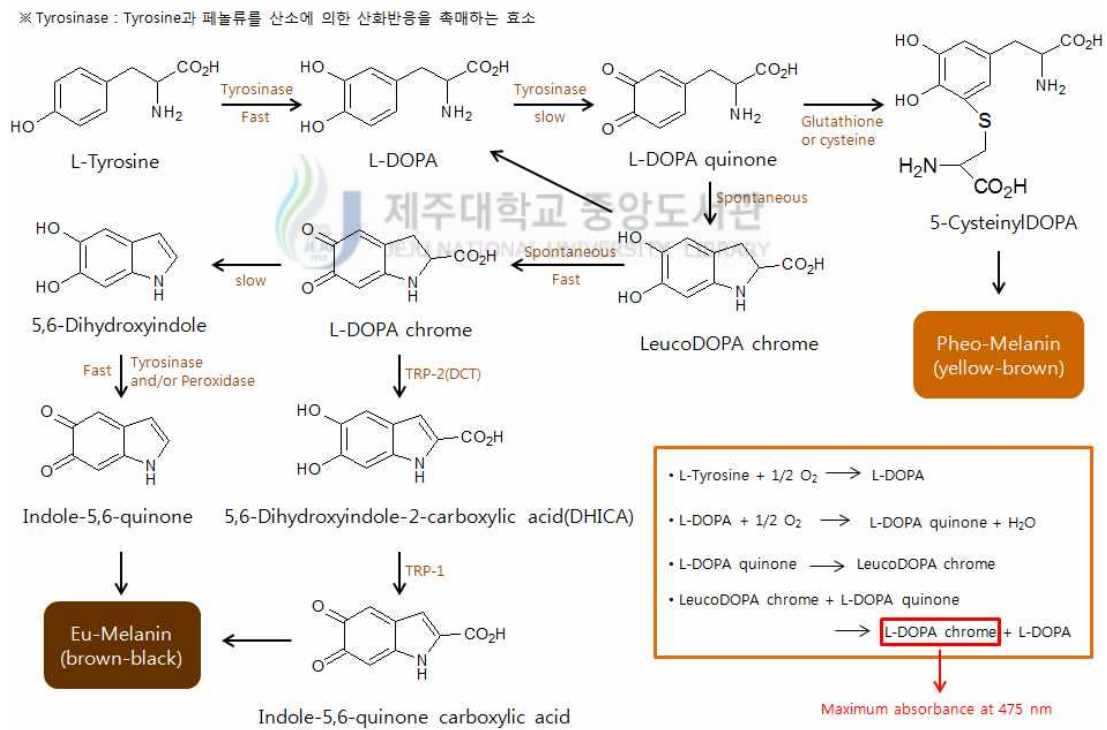 ※ Tyrosinase : Tyrosine과 페놀류를 산소에 의한 산화반응을 촉매하는 효소
HO
CO₂H
NH₂
L-Tyrosine
Tyrosinase
Fast
HO
HO
CO₂H
NH₂
L-DOPA
Tyrosinase
slow
O
O
CO₂H
NH₂
L-DOPA quinone
Glutathione
or cysteine
HO
HO
CO₂H
NH₂
S
H₂N
CO₂H
5-CysteinylDOPA
Spontaneous
제주대학교 중앙도서관
JEJU NATIONAL UNIVERSITY LIBRARY
HO
HO
N
H
5,6-Dihydroxyindole
slow
O
O
N
H
CO₂H
L-DOPA chrome
Spontaneous
Fast
HO
HO
N
H
CO₂H
LeucoDOPA chrome
Pheo-Melanin
(yellow-brown)
Fast
Tyrosinase
and/or Peroxidase
TRP-2(DCT)
O
O
N
H
Indole-5,6-quinone
HO
HO
N
H
CO₂H
5,6-Dihydroxyindole-2-carboxylic acid(DHICA)
TRP-1
Eu-Melanin
(brown-black)
O
O
N
H
CO₂H
Indole-5,6-quinone carboxylic acid
• L-Tyrosine + 1/2 O₂ → L-DOPA
• L-DOPA + 1/2 O₂ → L-DOPA quinone + H₂O
• L-DOPA quinone → LeucoDOPA chrome
• LeucoDOPA chrome + L-DOPA quinone
→ L-DOPA chrome + L-DOPA
Maximum absorbance at 475 nm